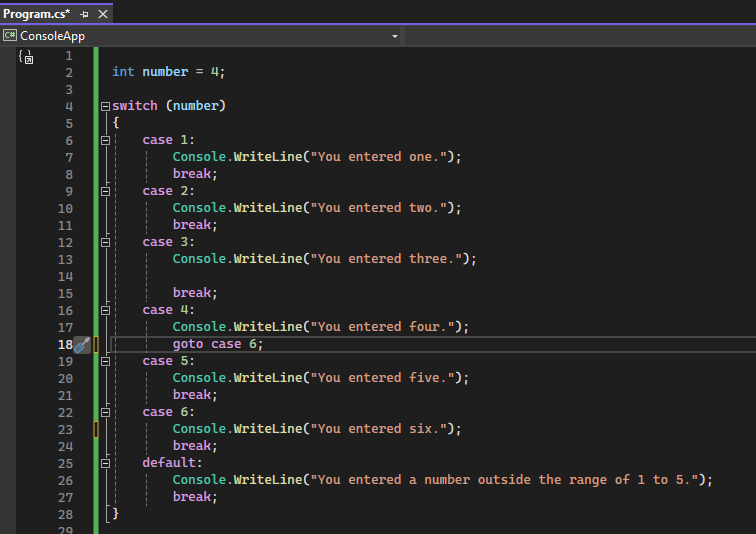 Program.cs*
C# ConsoleApp
1
2 int number = 4;
3
4 switch (number)
5 {
6 case 1:
7 Console.WriteLine("You entered one.");
8 break;
9 case 2:
10 Console.WriteLine("You entered two.");
11 break;
12 case 3:
13 Console.WriteLine("You entered three.");
14
15 break;
16 case 4:
17 Console.WriteLine("You entered four.");
18 goto case 6;
19 case 5:
20 Console.WriteLine("You entered five.");
21 break;
22 case 6:
23 Console.WriteLine("You entered six.");
24 break;
25 default:
26 Console.WriteLine("You entered a number outside the range of 1 to 5.");
27 break;
28 }
29